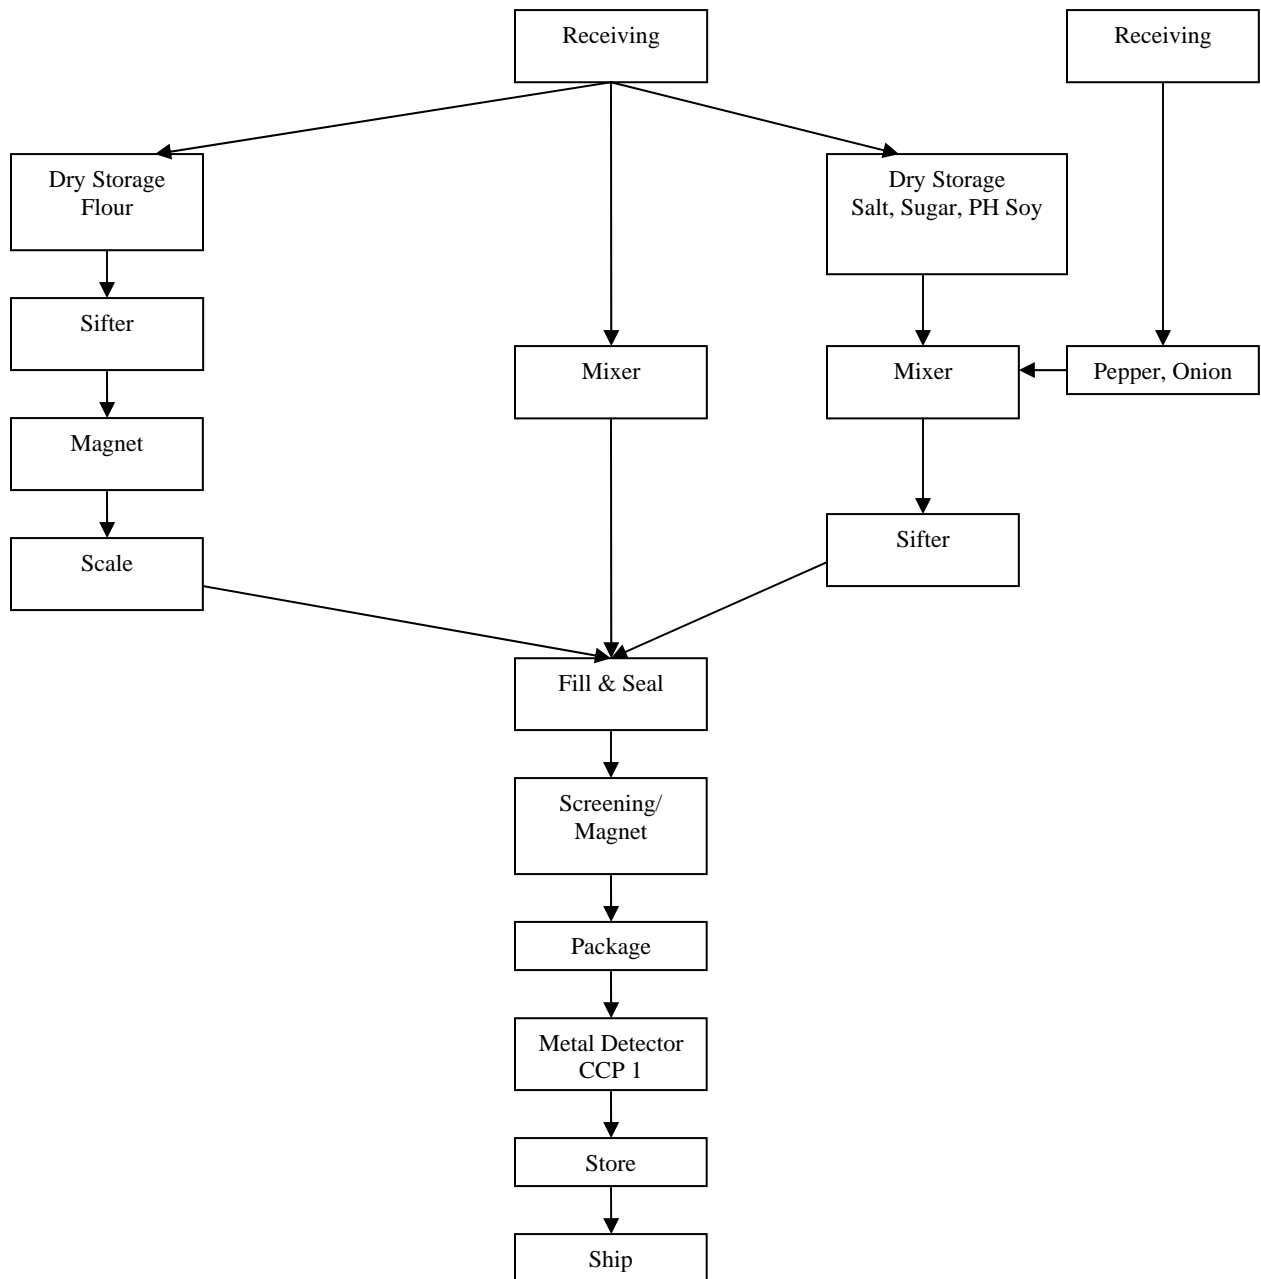 Receiving
Receiving
Dry Storage
Flour
Dry Storage
Salt, Sugar, PH Soy
Sifter
Mixer
Mixer
Pepper, Onion
Magnet
Sifter
Scale
Fill & Seal
Screening/
Magnet
Package
Metal Detector
CCP 1
Store
Ship